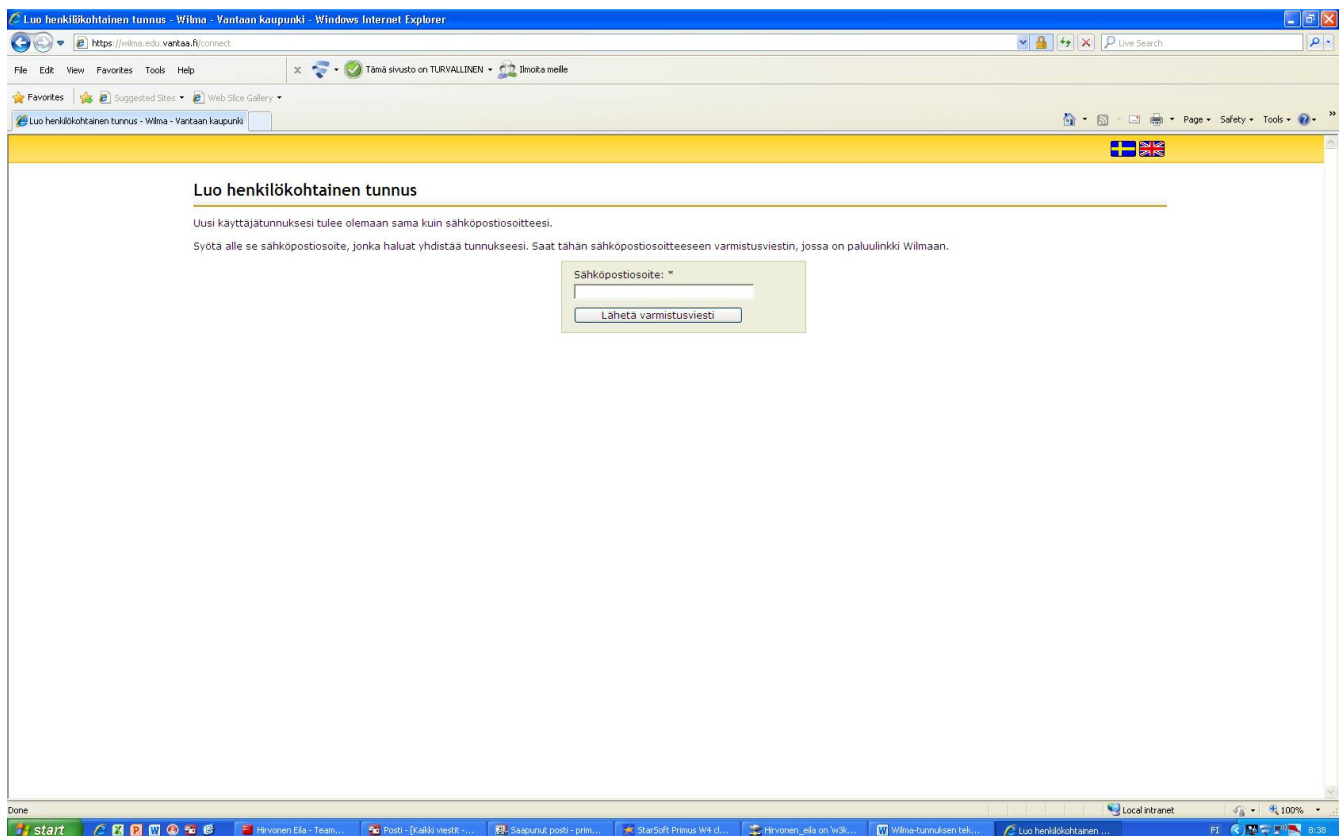 Luo henkilökohtainen tunnus - Wilma - Vantaan kaupunki - Windows Internet Explorer
https://wilma.edu.vantaa.fi/connect
Live Search
File Edit View Favorites Tools Help
x
Tämä sivusto on TURVALLINEN
Ilmoita meille
Favorites
Suggested Sites
Web Slice Gallery
Luo henkilökohtainen tunnus - Wilma - Vantaan kaupunki
Page
Safety
Tools
»
Luo henkilökohtainen tunnus
Uusi käyttäjätunnuksesi tulee olemaan sama kuin sähköpostiosoitteesi.
Syötä alle se sähköpostiosoite, jonka haluat yhdistää tunnukseesi. Saat tähän sähköpostiosoitteeseen varmistusviestin, jossa on paluulinkki Wilmaan.
Sähköpostiosoite: *
Lähetä varmistusviesti
Done
Local intranet
100%
start
Hirvonen Eila - Team...
Posti - [Kaikki viestit -...
Saapunut posti - prim...
StarSoft Primus W4 cl...
Hirvonen_eila on 'W3k...
Wilma-tunnuksen tek...
Luo henkilökohtainen ...
FI
8:38